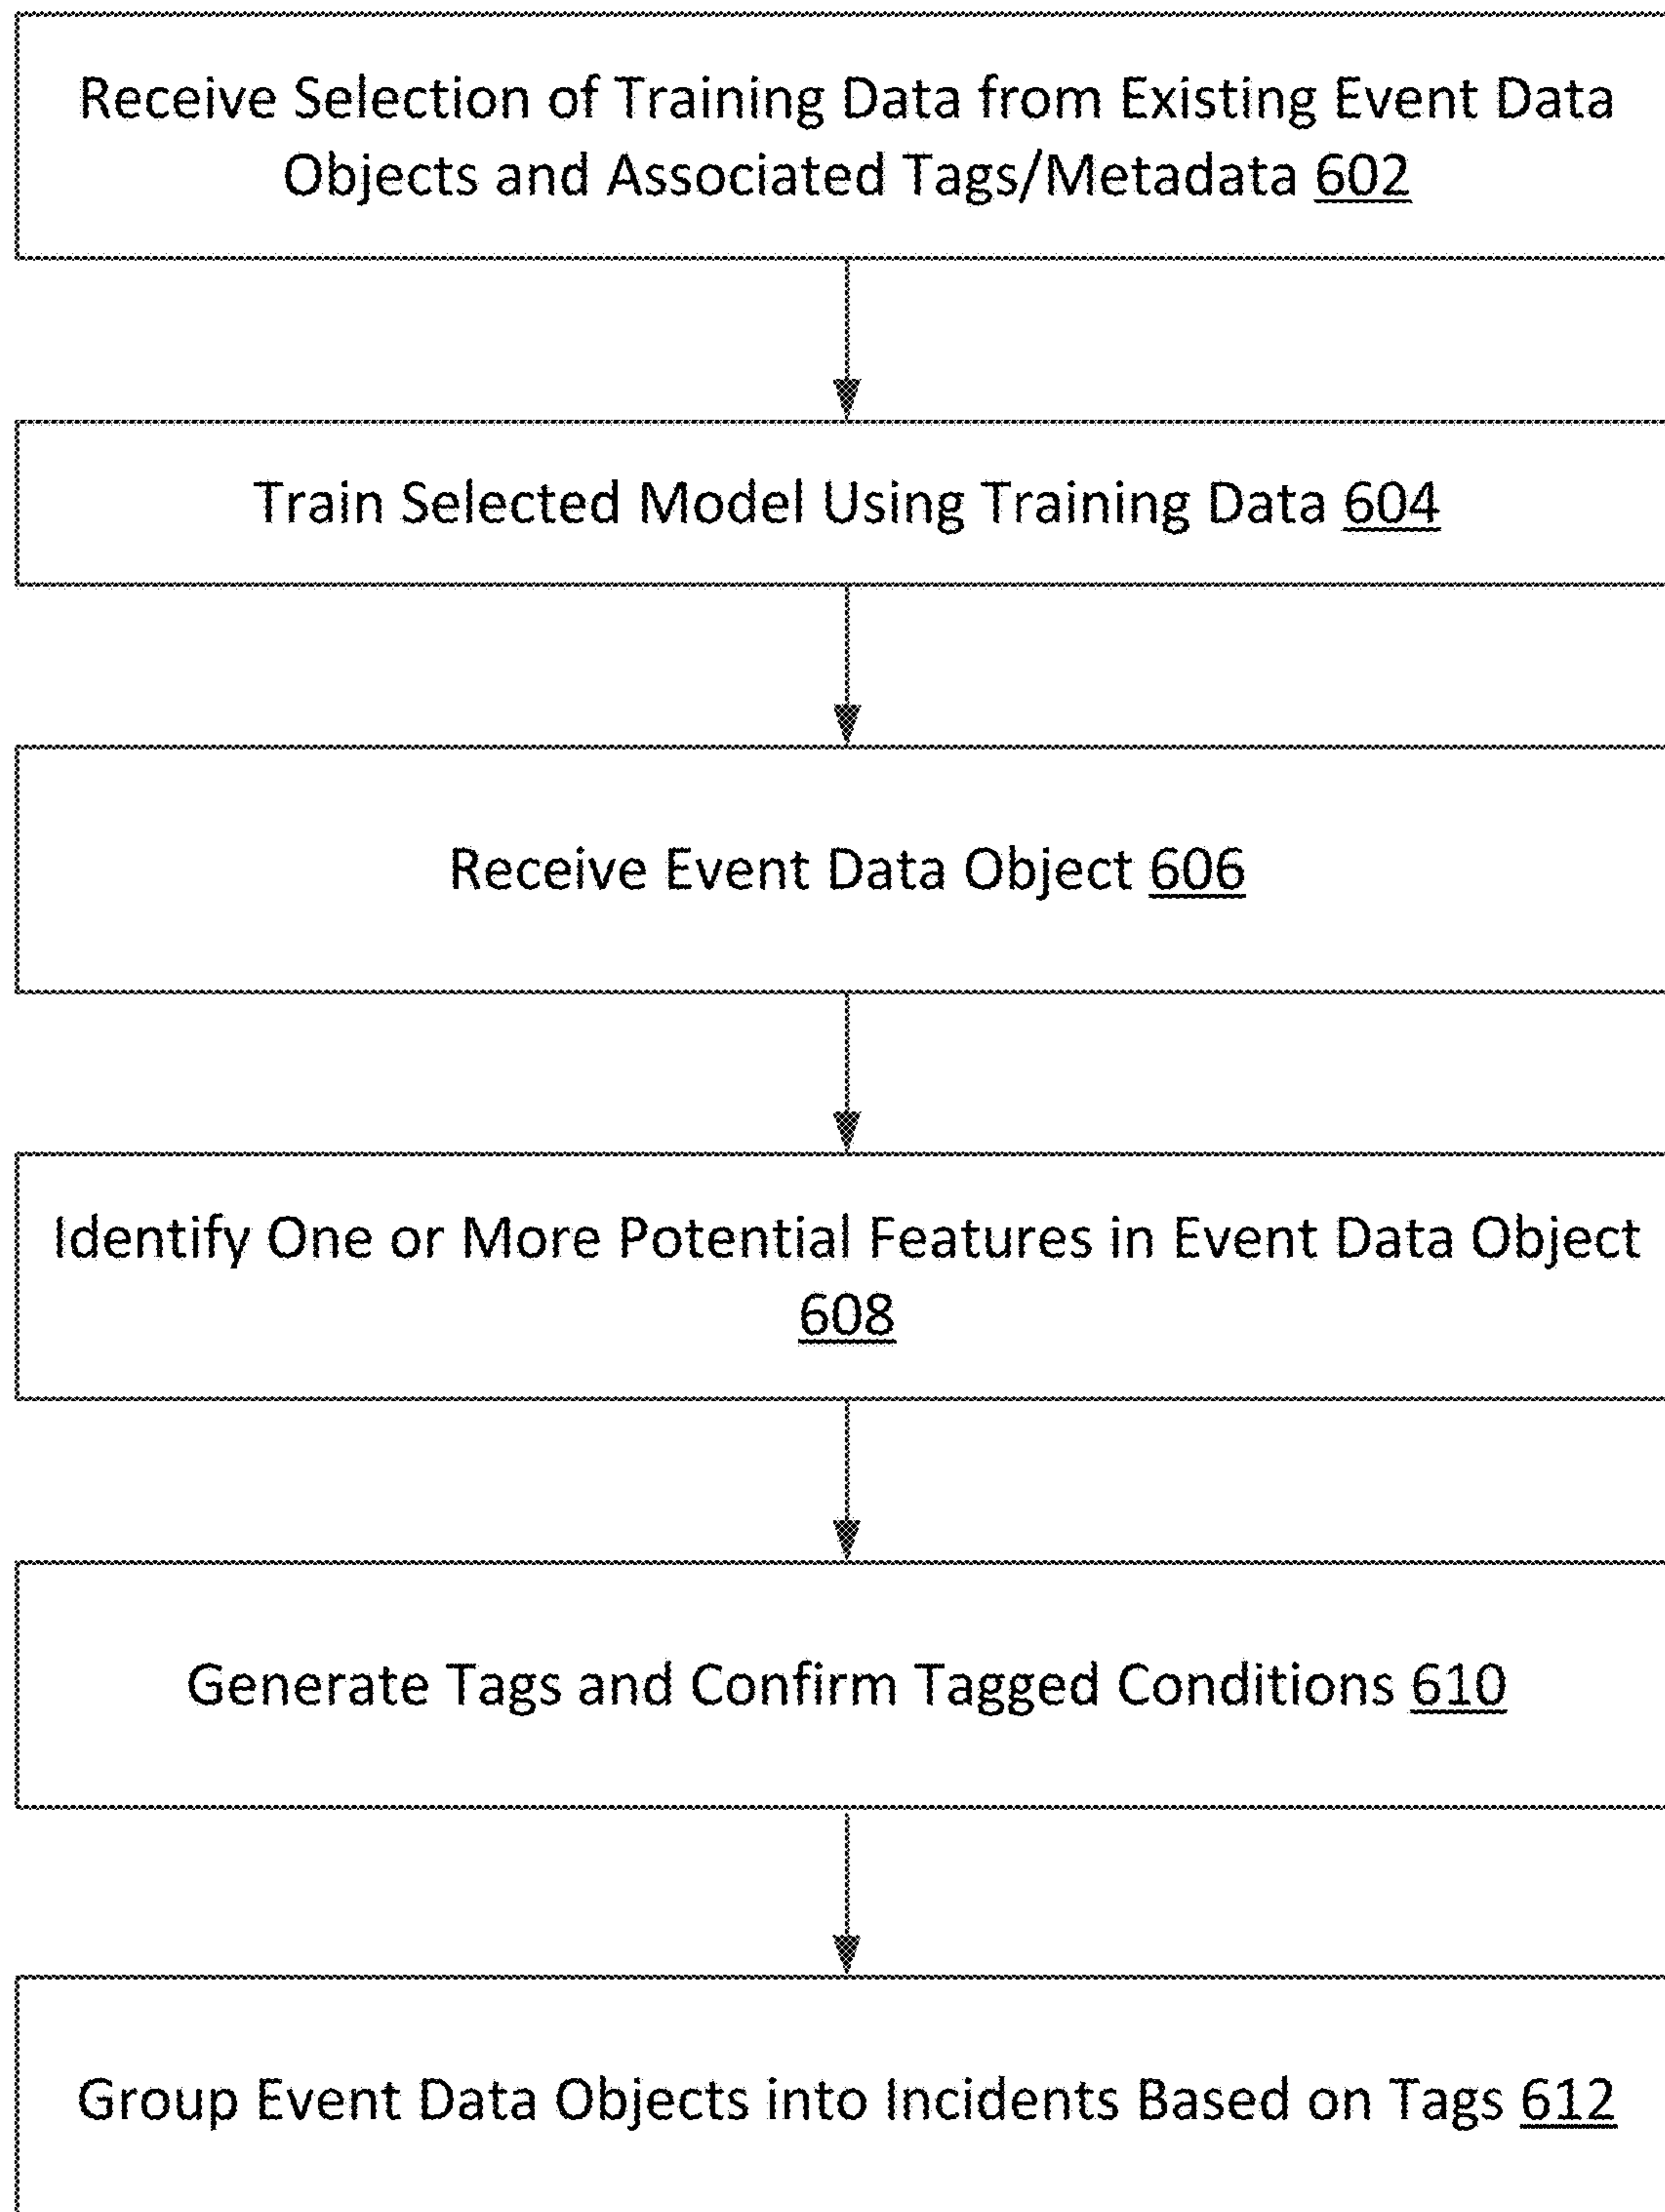 Receive Selection of Training Data from Existing Event Data
Objects and Associated Tags/Metadata 602
Train Selected Model Using Training Data 604
Receive Event Data Object 606
Identify One or More Potential Features in Event Data Object
608
Generate Tags and Confirm Tagged Conditions 610
Group Event Data Objects into Incidents Based on Tags 612